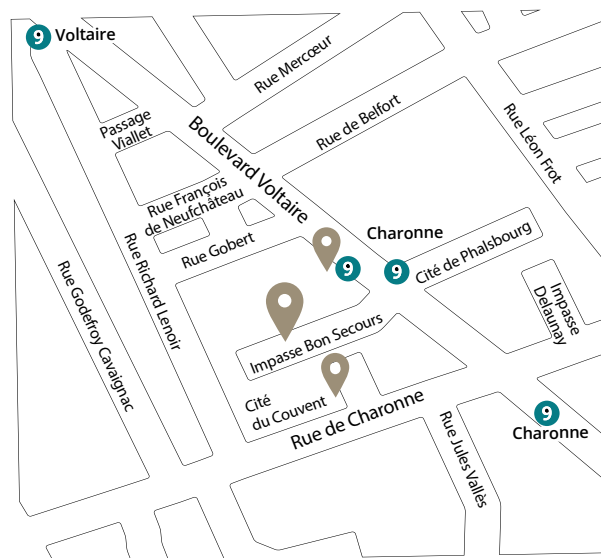 9 Voltaire
Rue Mercœur
Passage
Viallet
Boulevard Voltaire
Rue de Belfort
Rue Léon Frot
Rue François
de Neufchâteau
Charonne
Rue Gobert
9
9
Cité de Phalsbourg
Rue Richard Lenoir
Rue Godefroy Cavaignac
Impasse
Delaunay
Impasse Bon Secours
Cité
du Couvent
Rue de Charonne
9
Charonne
Rue Jules Vallès